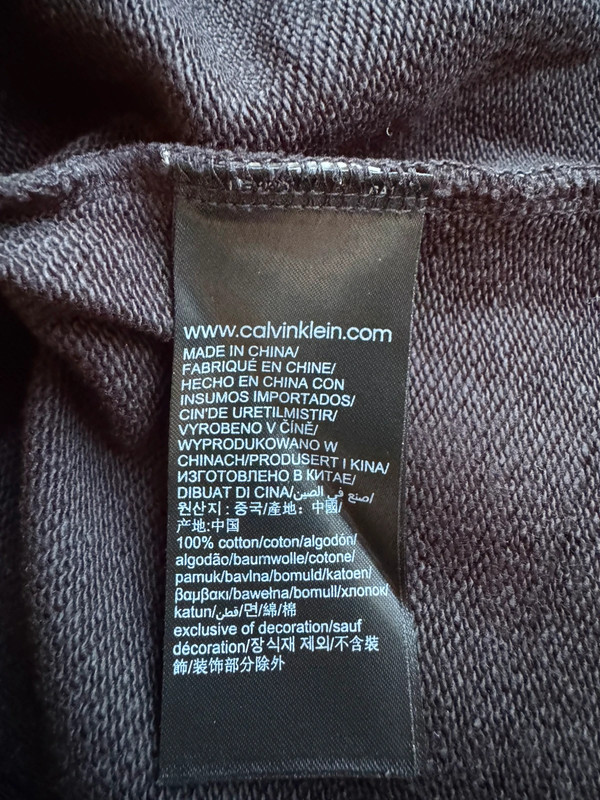 www.calvinklein.com
MADE IN CHINA/
FABRIQUÉ EN CHINE/
HECHO EN CHINA CON
INSUMOS IMPORTADOS/
CIN'DE URETILMISTIR/
VYROBENO V ČÍNĚ/
WYPRODUKOWANO W
CHINACH/PRODUSERT I KINA/
ИЗГОТОВЛЕНО В КИТАЕ/
DIBUAT DI CINA/صنع في الصين/
원산지 : 중국/產地: 中國/
产地:中国
100% cotton/coton/algodón/
algodão/baumwolle/cotone/
pamuk/bavlna/bomuld/katoen/
βαμβακι/bawełna/bomull/хлопок/
katun/قطن/면/綿/棉
exclusive of decoration/sauf
décoration/장식재 제외/不含裝
飾/装饰部分除外